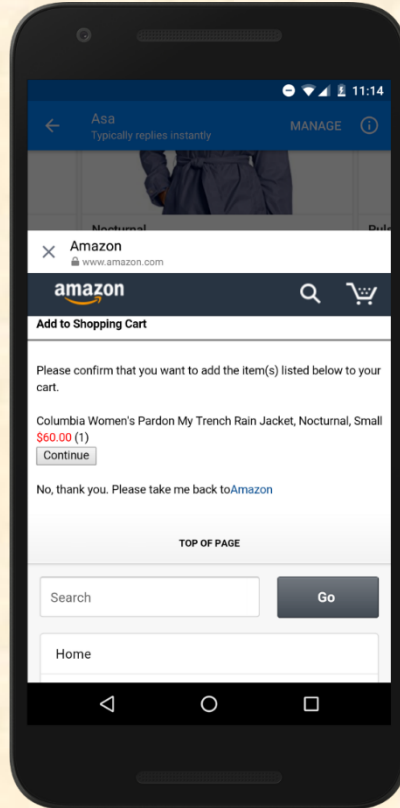 11:14
Asa
Typically replies instantly
MANAGE
Nocturnal
Amazon
www.amazon.com
amazon
Add to Shopping Cart
Please confirm that you want to add the item(s) listed below to your
cart.
Columbia Women's Pardon My Trench Rain Jacket, Nocturnal, Small
$60.00 (1)
Continue
No, thank you. Please take me back toAmazon
TOP OF PAGE
Search
Go
Home